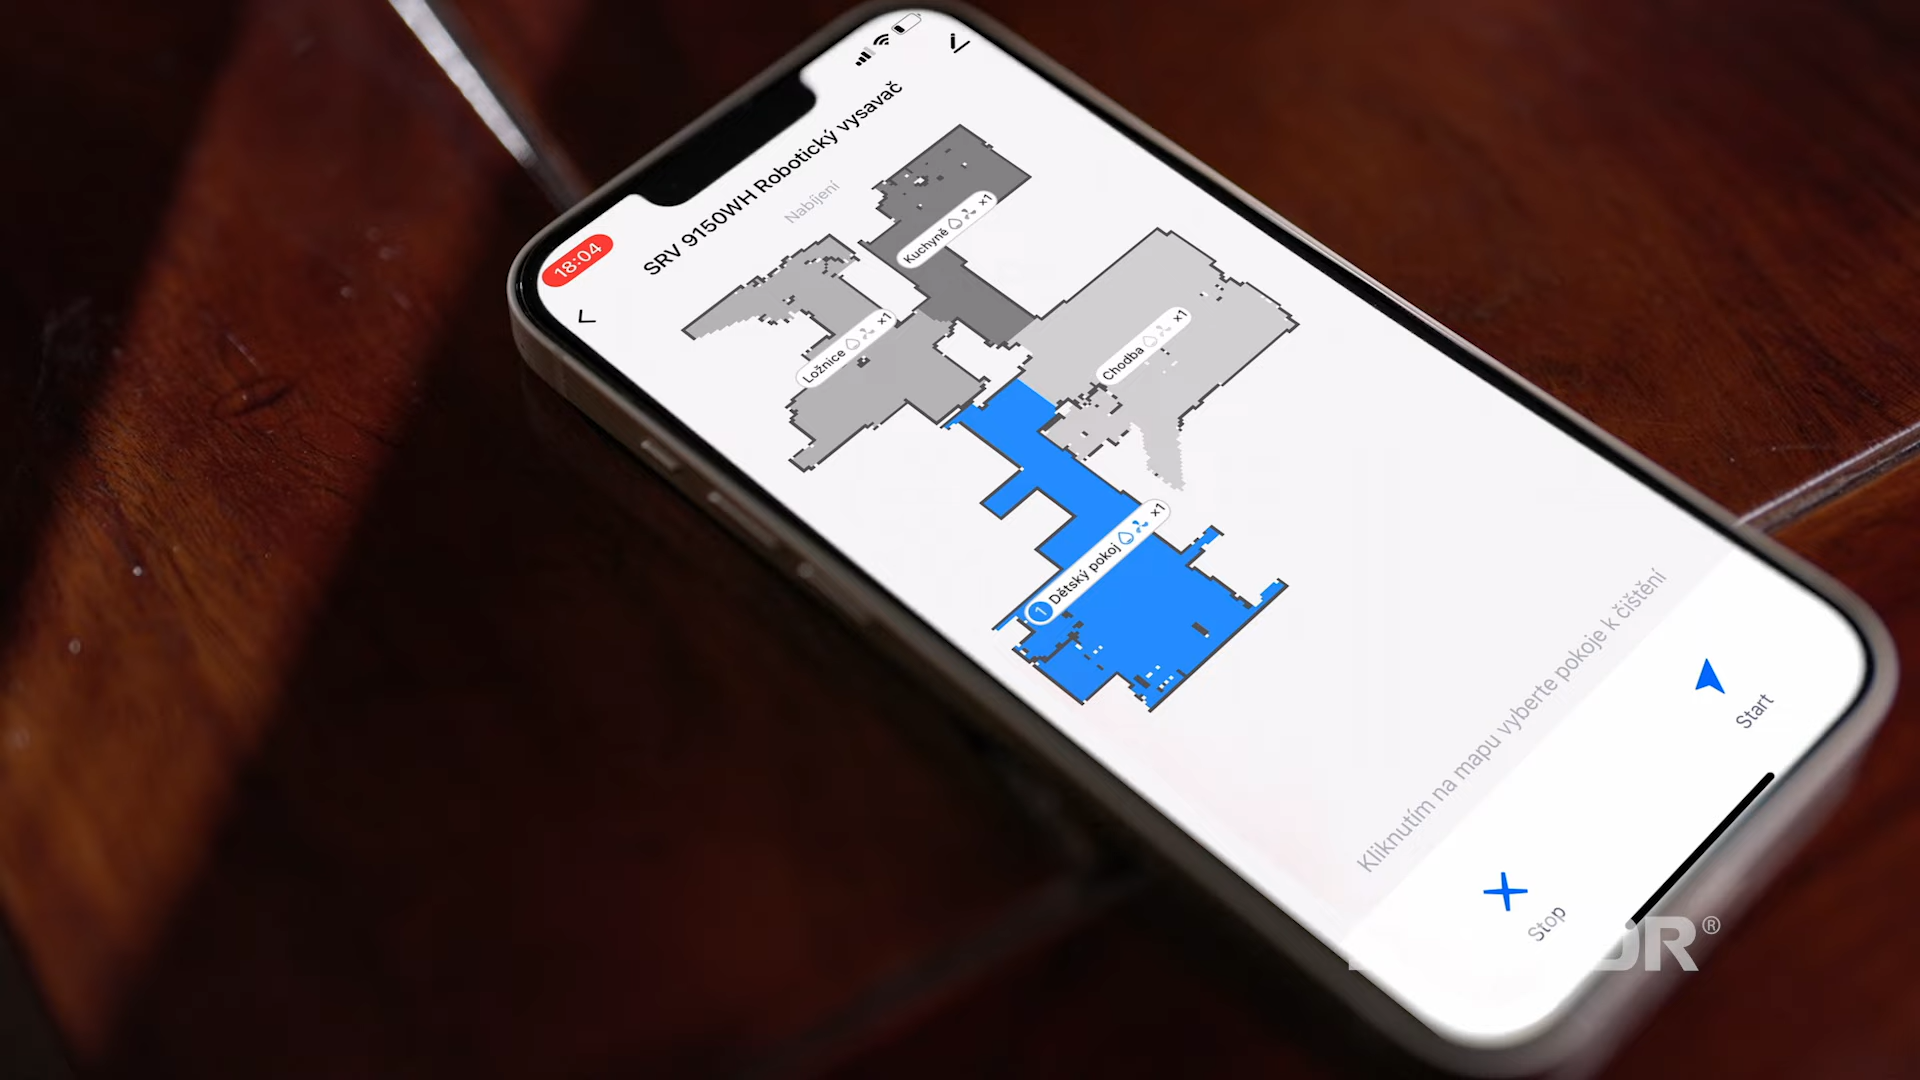 18:04
SRV 9150WH Robotický vysavač
Nabíjení
Kuchyně x1
Ložnice x1
Chodba x1
1 Dětský pokoj x1
Kliknutím na mapu vyberte pokoje k čištění
Stop
Start